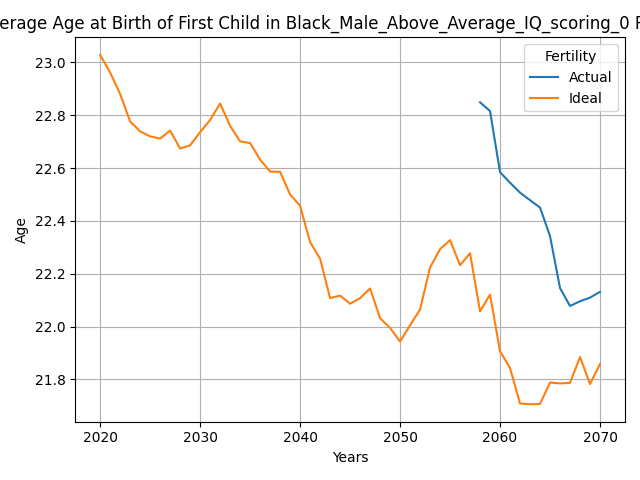 erage Age at Birth of First Child in Black_Male_Above_Average_IQ_scoring_0
Fertility
Actual
Ideal
23.0
22.8
22.6
22.4
22.2
22.0
21.8
Age
2020 2030 2040 2050 2060 2070
Years